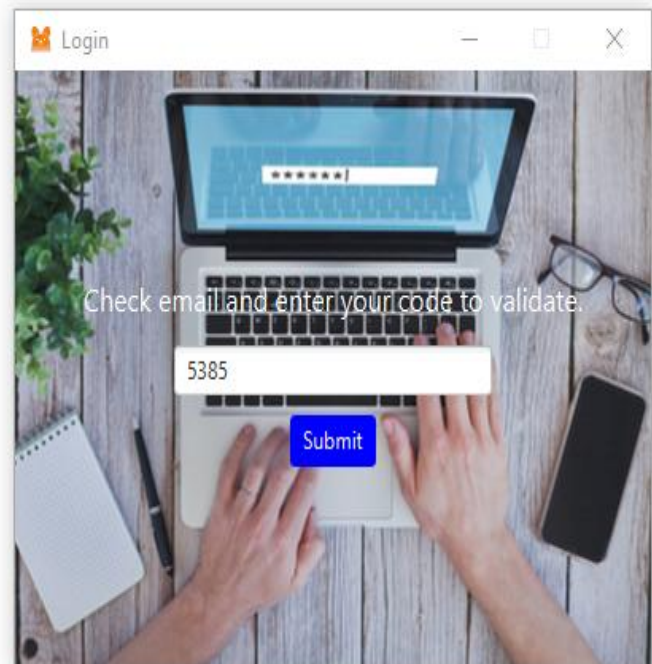 Login
******
Check email and enter your code to validate.
5385
Submit